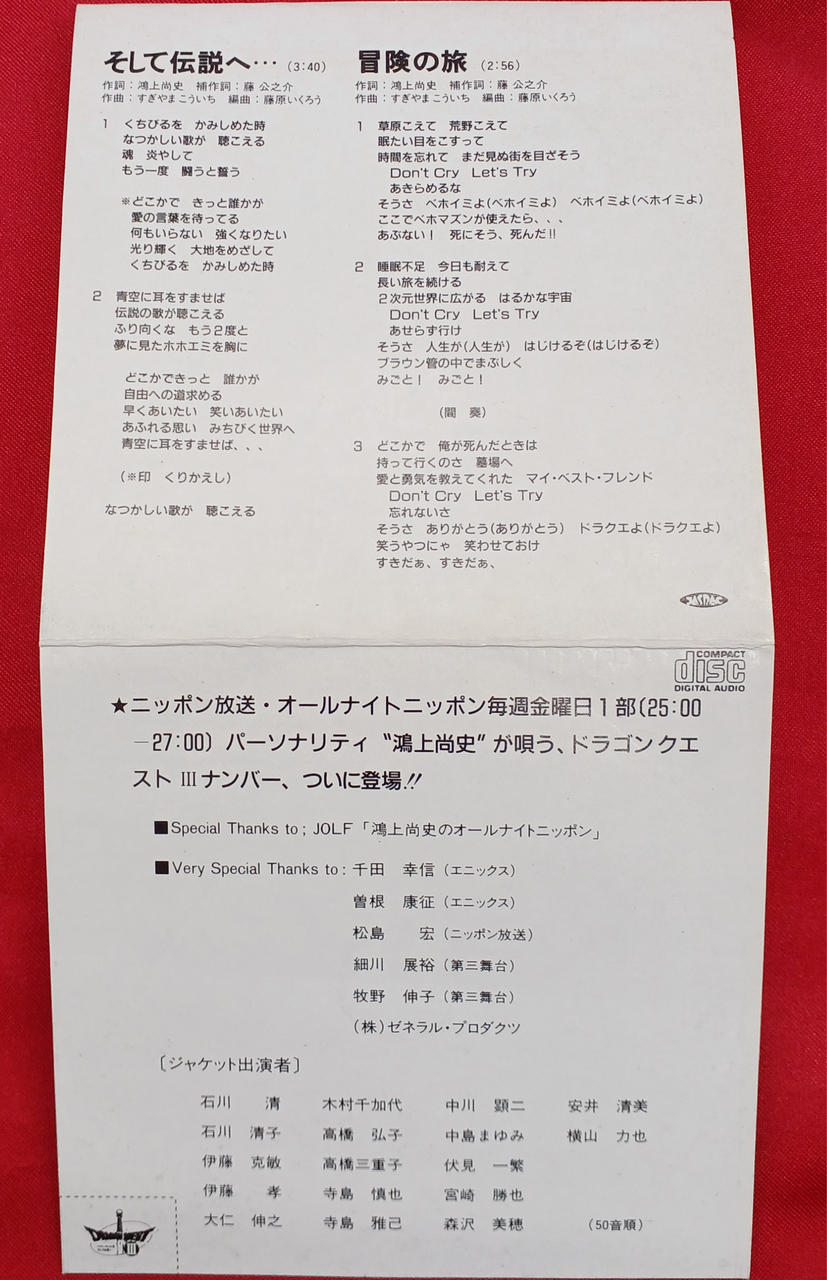 そして伝説へ… (3:40)
作詞：鴻上尚史　補作詞：藤 公之介
作曲：すぎやまこういち　編曲：藤原いくろう
1　くちびるを　かみしめた時
なつかしい歌が　聴こえる
魂　炎やして
もう一度　闘うと誓う
※どこかで　きっと誰かが
愛の言葉を待ってる
何もいらない　強くなりたい
光り輝く　大地をめざして
くちびるを　かみしめた時
2　青空に耳をすませば
伝説の歌が聴こえる
ふり向くな　もう2度と
夢に見たホホエミを胸に
どこかできっと　誰かが
自由への道求める
早くあいたい　笑いあいたい
あふれる思い　みちびく世界へ
青空に耳をすませば、、、
(※印　くりかえし)
なつかしい歌が　聴こえる
冒険の旅 (2:56)
作詞：鴻上尚史　補作詞：藤 公之介
作曲：すぎやまこういち　編曲：藤原いくろう
1　草原こえて　荒野こえて
眠たい目をこすって
時間を忘れて　まだ見ぬ街を目ざそう
Don't Cry　Let's Try
あきらめるな
そうさ　ベホイミよ(ベホイミよ)　ベホイミよ(ベホイミよ)
ここでベホマズンが使えたら、、、
あぶない！　死にそう、死んだ!!
2　睡眠不足　今日も耐えて
長い旅を続ける
2次元世界に広がる　はるかな宇宙
Don't Cry　Let's Try
あせらず行け
そうさ　人生が(人生が)　はじけるぞ(はじけるぞ)
ブラウン管の中でまぶしく
みごと！　みごと！
(間　奏)
3　どこかで　俺が死んだときは
持って行くのさ　墓場へ
愛と勇気を教えてくれた　マイ・ベスト・フレンド
Don't Cry　Let's Try
忘れないさ
そうさ　ありがとう(ありがとう)　ドラクエよ(ドラクエよ)
笑うやつにゃ　笑わせておけ
すきだぁ、すきだぁ、
JASRAC
COMPACT
disc
DIGITAL AUDIO
★ニッポン放送・オールナイトニッポン毎週金曜日1部(25:00
－27:00) パーソナリティ “鴻上尚史” が唄う、ドラゴンクエ
スト III ナンバー、ついに登場!!
■Special Thanks to；JOLF「鴻上尚史のオールナイトニッポン」
■Very Special Thanks to：千田　幸信 (エニックス)
曽根　康征 (エニックス)
松島　宏 (ニッポン放送)
細川　展裕 (第三舞台)
牧野　伸子 (第三舞台)
(株)ゼネラル・プロダクツ
〔ジャケット出演者〕
石川　清　木村千加代　中川　顕二　安井　清美
石川　清子　高橋　弘子　中島まゆみ　横山　力也
伊藤　克敏　高橋三重子　伏見　一繁
伊藤　孝　寺島　慎也　宮崎　勝也
大仁　伸之　寺島　雅己　森沢　美穂　(50音順)
DRAGON QUEST
III